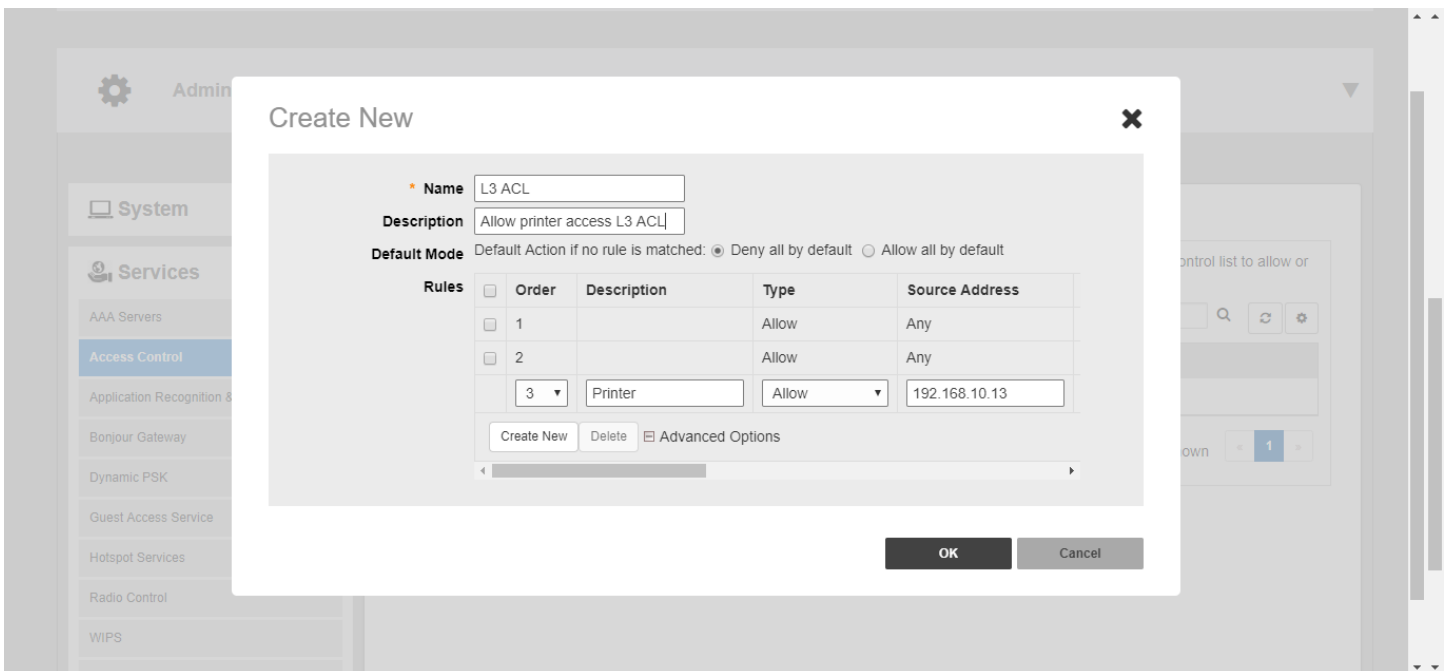 Admin
Create New
System
Services
AAA Servers
Access Control
Application Recognition &
Bonjour Gateway
Dynamic PSK
Guest Access Service
Hotspot Services
Radio Control
WIPS
* Name L3 ACL
Description Allow printer access L3 ACL
Default Mode Default Action if no rule is matched: Deny all by default Allow all by default
Rules Order Description Type Source Address
1 Allow Any
2 Allow Any
3 Printer Allow 192.168.10.13
Create New Delete Advanced Options
OK Cancel
ontrol list to allow or
own 1